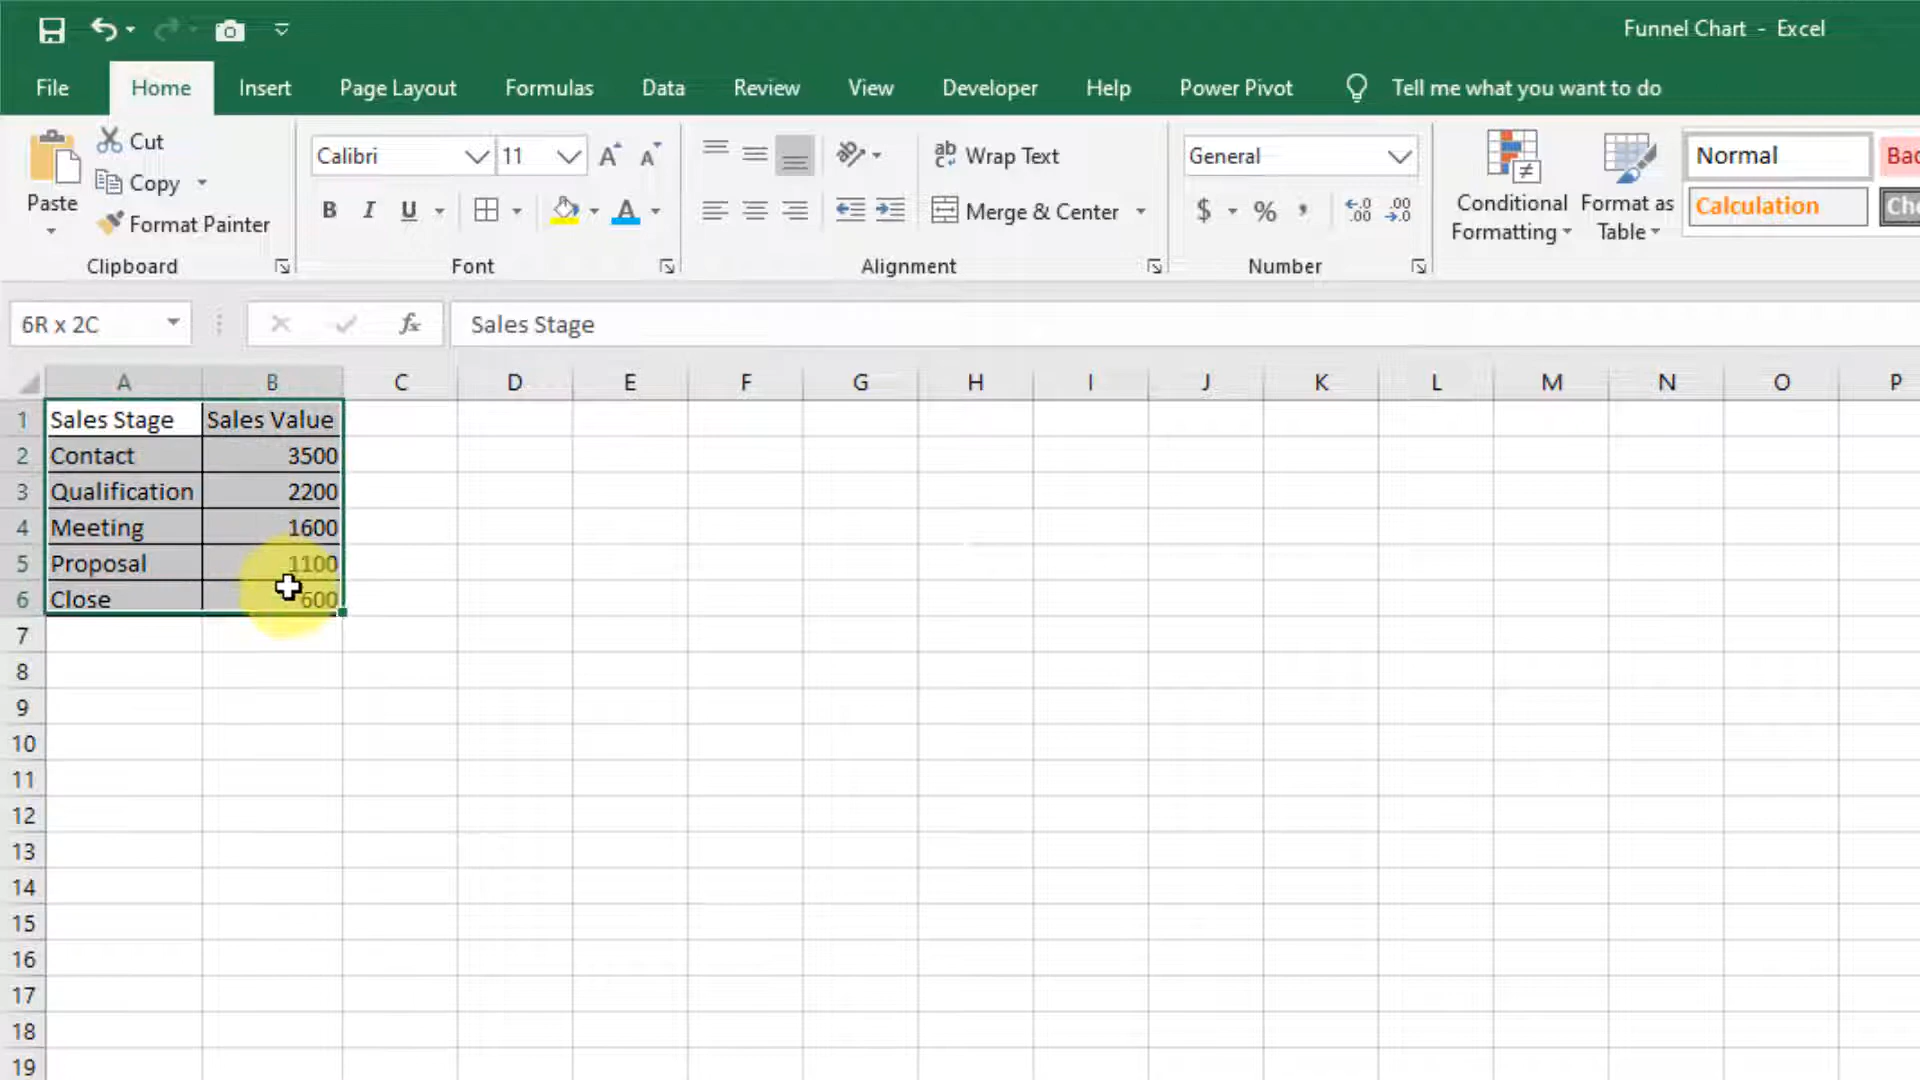 Funnel Chart - Excel
File Home Insert Page Layout Formulas Data Review View Developer Help Power Pivot Tell me what you want to do
Paste
Cut
Copy
Format Painter
Clipboard
Calibri 11
B I U
Font
Wrap Text
Merge & Center
Alignment
General
$ % ,
Number
Conditional Formatting
Format as Table
Normal
Calculation
6R x 2C
fx Sales Stage
A B C D E F G H I J K L M N O P
1 Sales Stage Sales Value
2 Contact 3500
3 Qualification 2200
4 Meeting 1600
5 Proposal 1100
6 Close 600
7
8
9
10
11
12
13
14
15
16
17
18
19